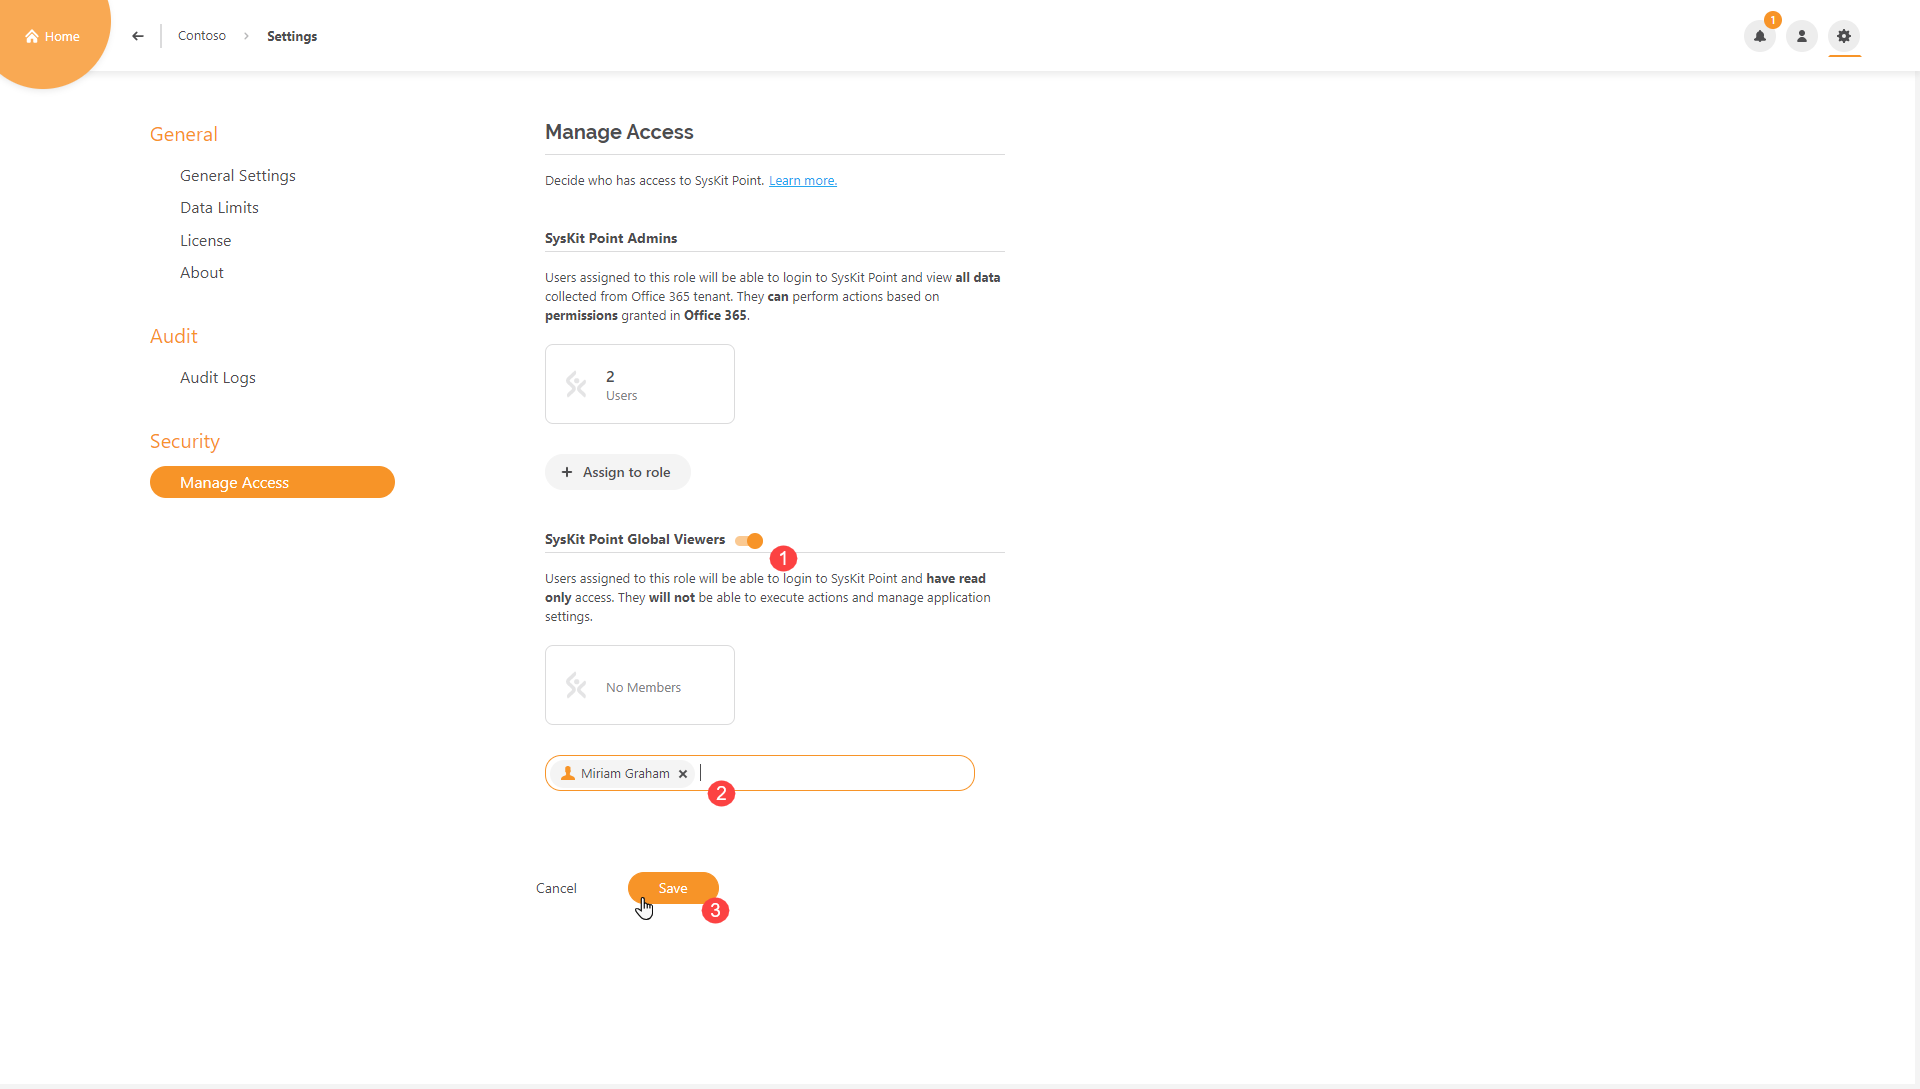 Home
Contoso
Settings
1
General
General Settings
Data Limits
License
About
Audit
Audit Logs
Security
Manage Access
Manage Access
Decide who has access to SysKit Point. Learn more.
SysKit Point Admins
Users assigned to this role will be able to login to SysKit Point and view all data
collected from Office 365 tenant. They can perform actions based on
permissions granted in Office 365.
2
Users
+ Assign to role
SysKit Point Global Viewers
1
Users assigned to this role will be able to login to SysKit Point and have read
only access. They will not be able to execute actions and manage application
settings.
No Members
Miriam Graham
2
Cancel
Save
3